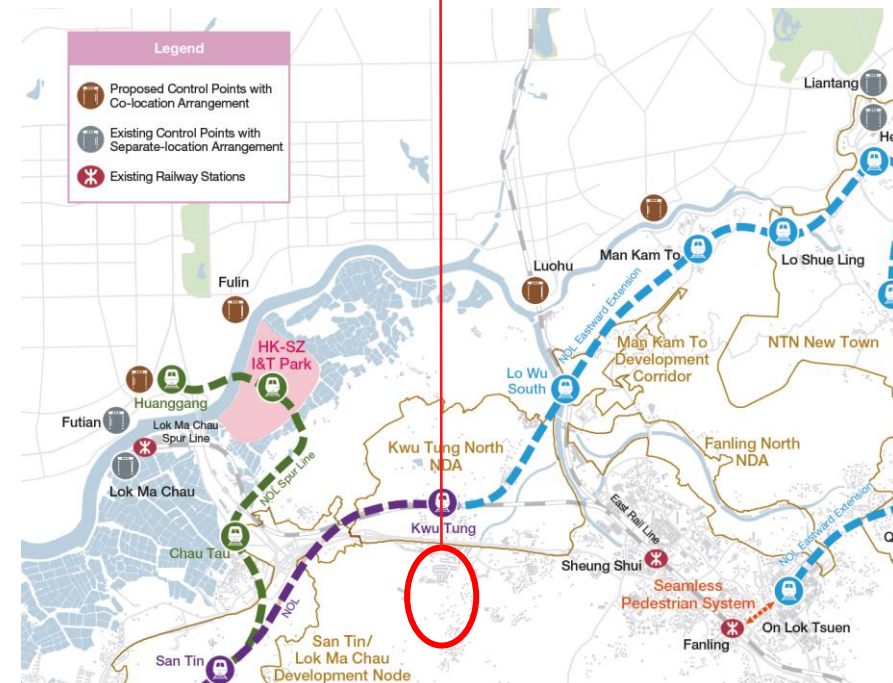 Legend
Proposed Control Points with
Co-location Arrangement
Existing Control Points with
Separate-location Arrangement
Existing Railway Stations
Liantang
He
Luohu
Man Kam To
Lo Shue Ling
Fulin
HK-SZ
I&T Park
NOL Eastward Extension
Man Kam To
Development
Corridor
NTN New Town
Lo Wu
South
Huanggang
Futian
Lok Ma Chau
Spur Line
Lok Ma Chau
NOL Spur Line
Kwu Tung North
NDA
Fanling North
NDA
Kwu Tung
East Rail Line
NOL Eastward Extension
Chau Tau
Sheung Shui
Seamless
Pedestrian System
NOL
Q
On Lok Tsuen
Fanling
San Tin
San Tin/
Lok Ma Chau
Development Node